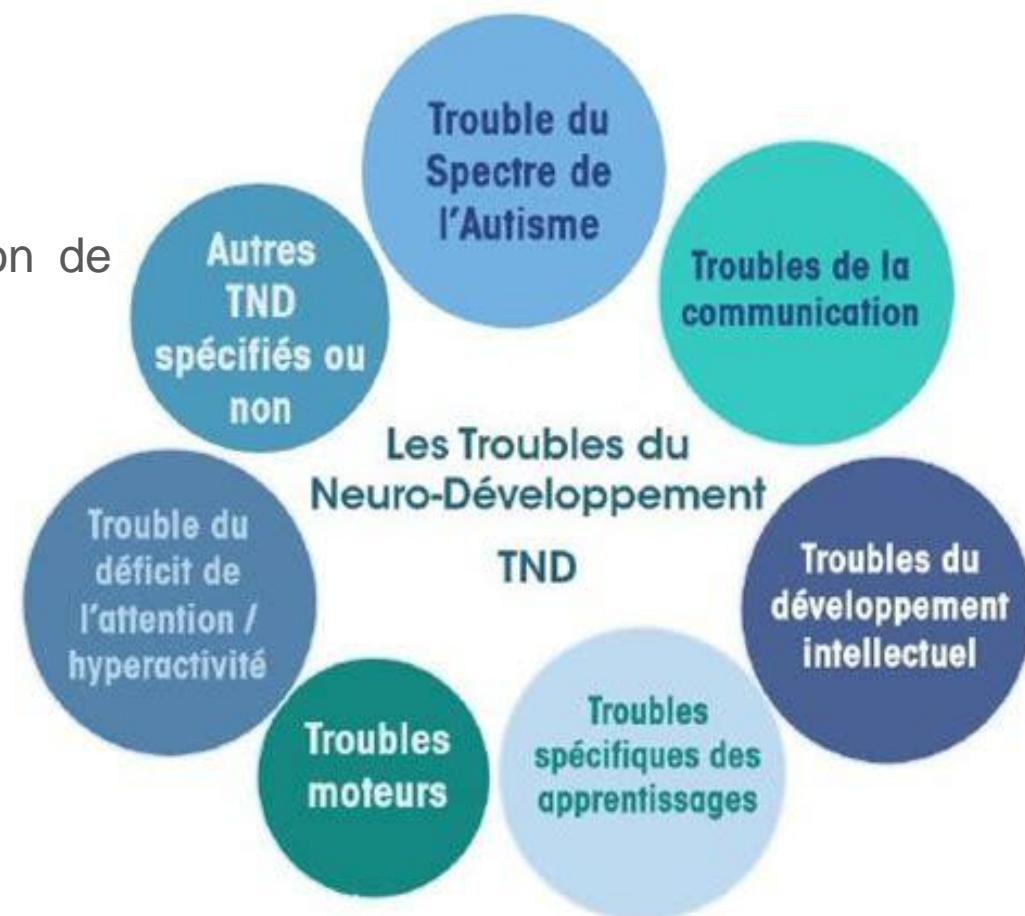 Trouble du
Spectre de
l'Autisme
Troubles de la
communication
on de
Autres
TND
spécifiés ou
non
Les Troubles du
Neuro-Développement
TND
Trouble du
déficit de
l'attention /
hyperactivité
Troubles du
développement
intellectuel
Troubles
moteurs
Troubles
spécifiques des
apprentissages